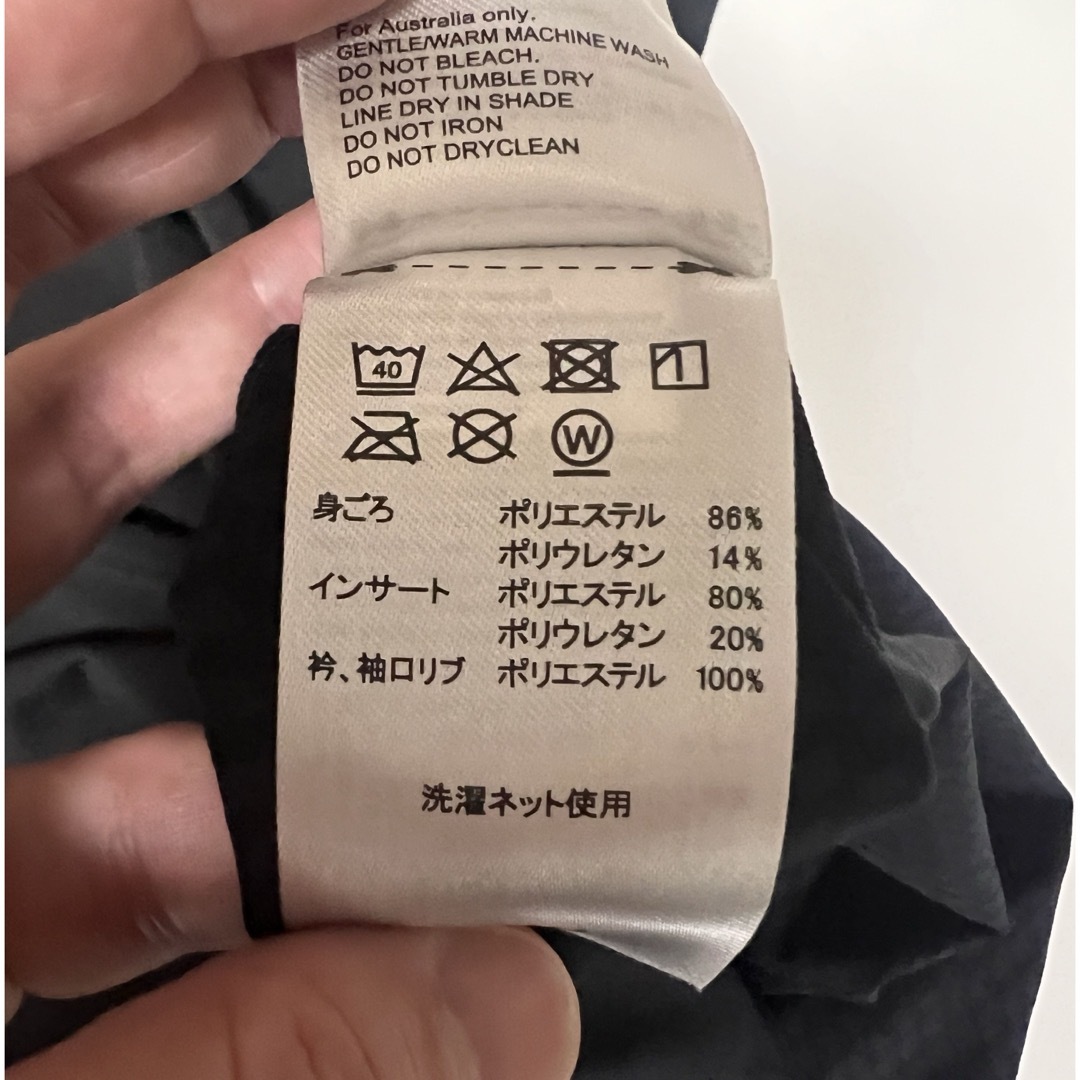 For Australia only.
GENTLE/WARM MACHINE WASH
DO NOT BLEACH.
DO NOT TUMBLE DRY
LINE DRY IN SHADE
DO NOT IRON
DO NOT DRYCLEAN
40
W
身ごろ ポリエステル 86%
ポリウレタン 14%
インサート ポリエステル 80%
ポリウレタン 20%
衿、袖口リブ ポリエステル 100%
洗濯ネット使用